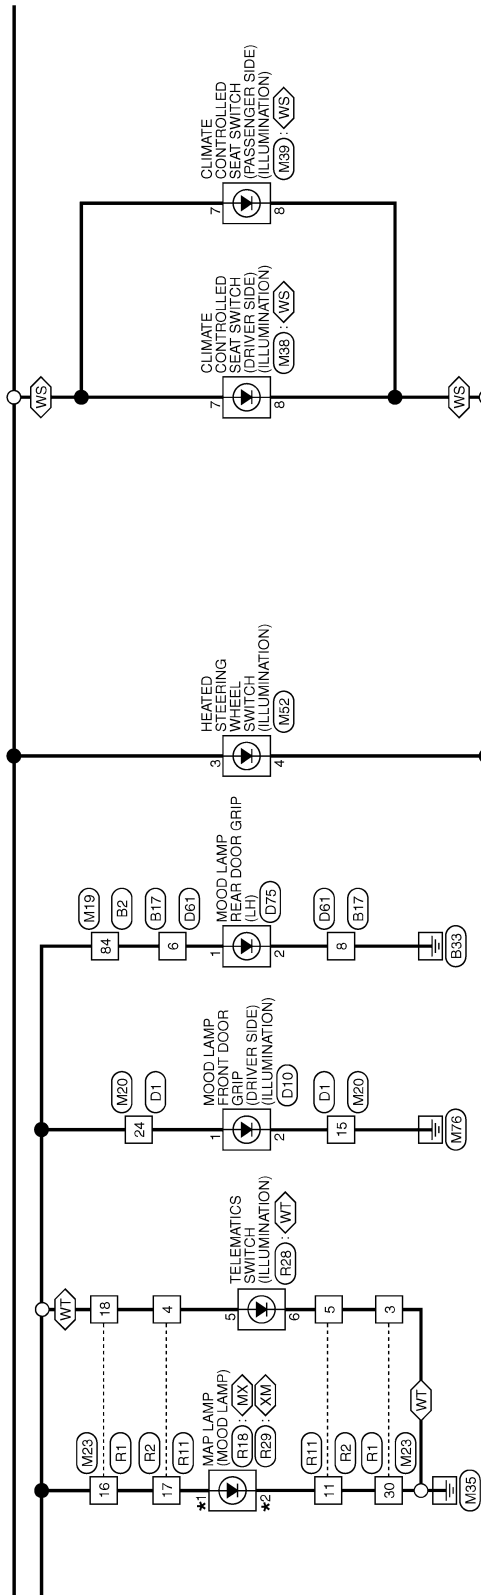 CLIMATE
CONTROLLED
SEAT SWITCH
(PASSENGER SIDE)
(ILLUMINATION)
M39 : WS
7
8
CLIMATE
CONTROLLED
SEAT SWITCH
(DRIVER SIDE)
(ILLUMINATION)
M38 : WS
WS
7
8
WS
HEATED
STEERING
WHEEL
SWITCH
(ILLUMINATION)
M52
3
4
MOOD LAMP
REAR DOOR GRIP
(LH)
D75
M19
84
B2
B17
6
D61
1
2
D61
8
B17
B33
MOOD LAMP
FRONT DOOR
GRIP
(DRIVER SIDE)
(ILLUMINATION)
D10
M20
24
D1
1
2
D1
15
M20
M76
TELEMATICS
SWITCH
(ILLUMINATION)
R28 : WT
WT
18
4
5
6
5
3
WT
MAP LAMP
(MOOD LAMP)
R18 : MX
R29 : XM
M23
16
R1
R2
17
R11
*1
*2
R11
11
R2
R1
30
M23
M35